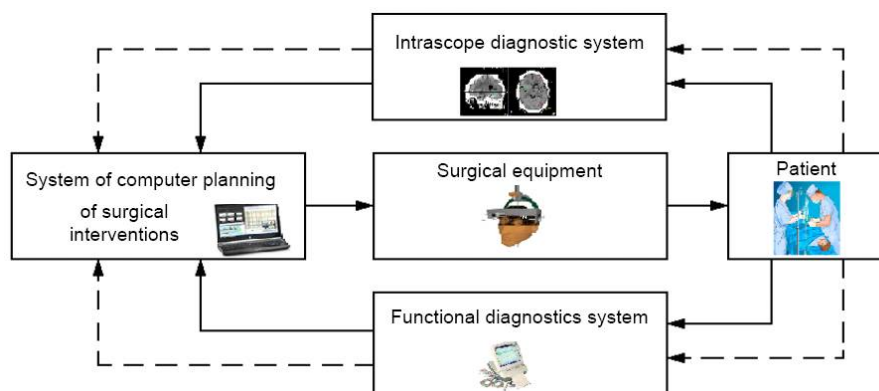 Intrascope diagnostic system
System of computer planning
of surgical
interventions
Surgical equipment
Patient
Functional diagnostics system